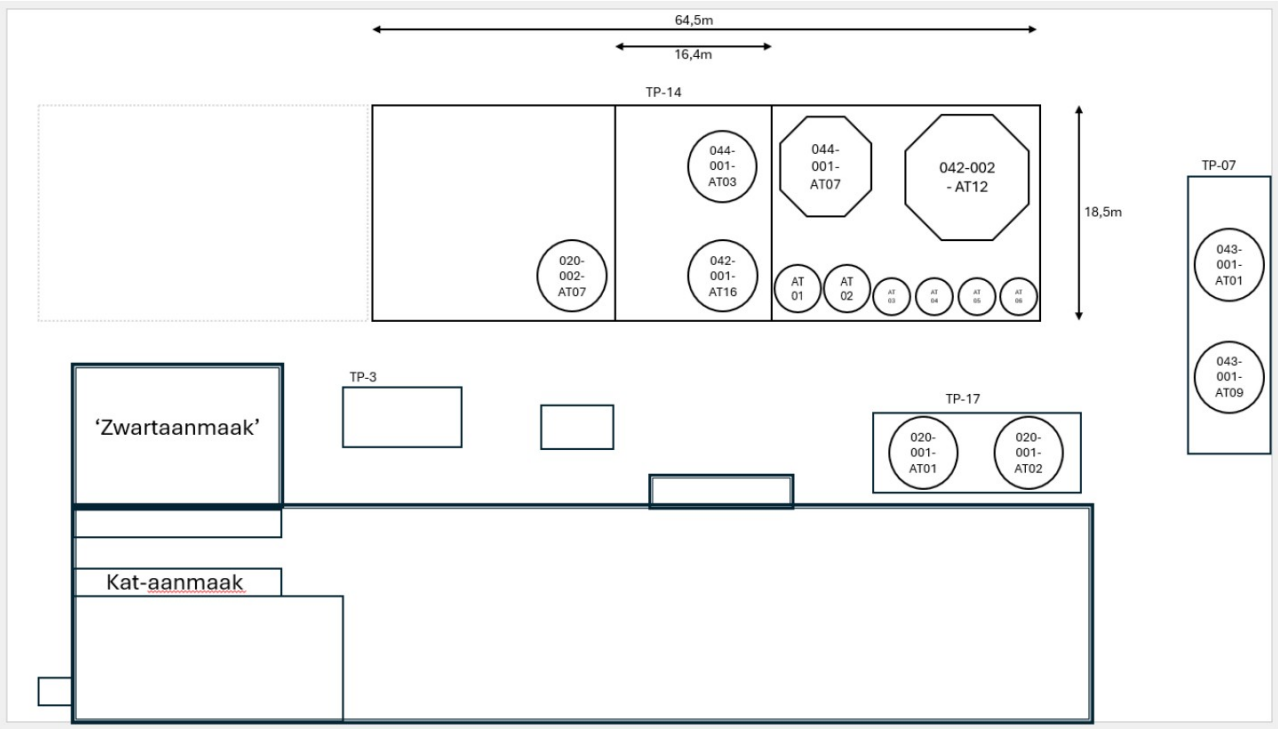 64,5m
16,4m
TP-14
044-
001-
AT03
044-
001-
AT07
042-002
- AT12
18,5m
TP-07
020-
002-
AT07
042-
001-
AT16
AT
01
AT
02
AT
03
AT
04
AT
05
AT
06
043-
001-
AT01
043-
001-
AT09
‘Zwartaanmaak’
TP-3
TP-17
020-
001-
AT01
020-
001-
AT02
Kat-aanmaak